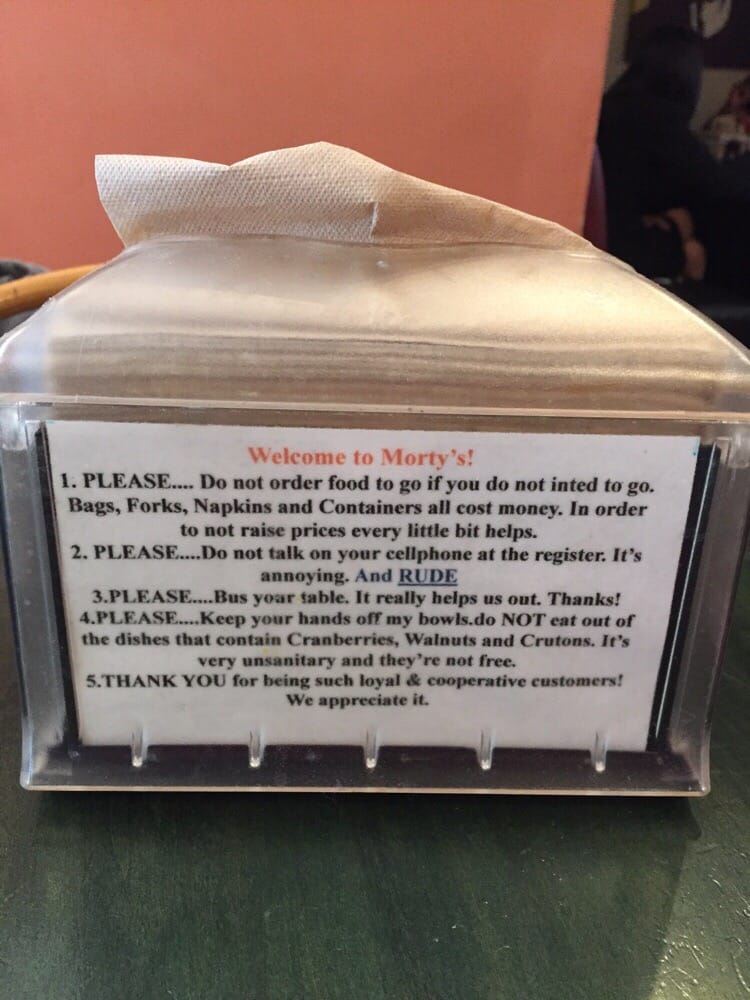 Welcome to Morty's!
1. PLEASE.... Do not order food to go if you do not inted to go.
Bags, Forks, Napkins and Containers all cost money. In order
to not raise prices every little bit helps.
2. PLEASE....Do not talk on your cellphone at the register. It's
annoying. And RUDE
3.PLEASE....Bus your table. It really helps us out. Thanks!
4.PLEASE....Keep your hands off my bowls.do NOT eat out of
the dishes that contain Cranberries, Walnuts and Crutons. It's
very unsanitary and they're not free.
5.THANK YOU for being such loyal & cooperative customers!
We appreciate it.